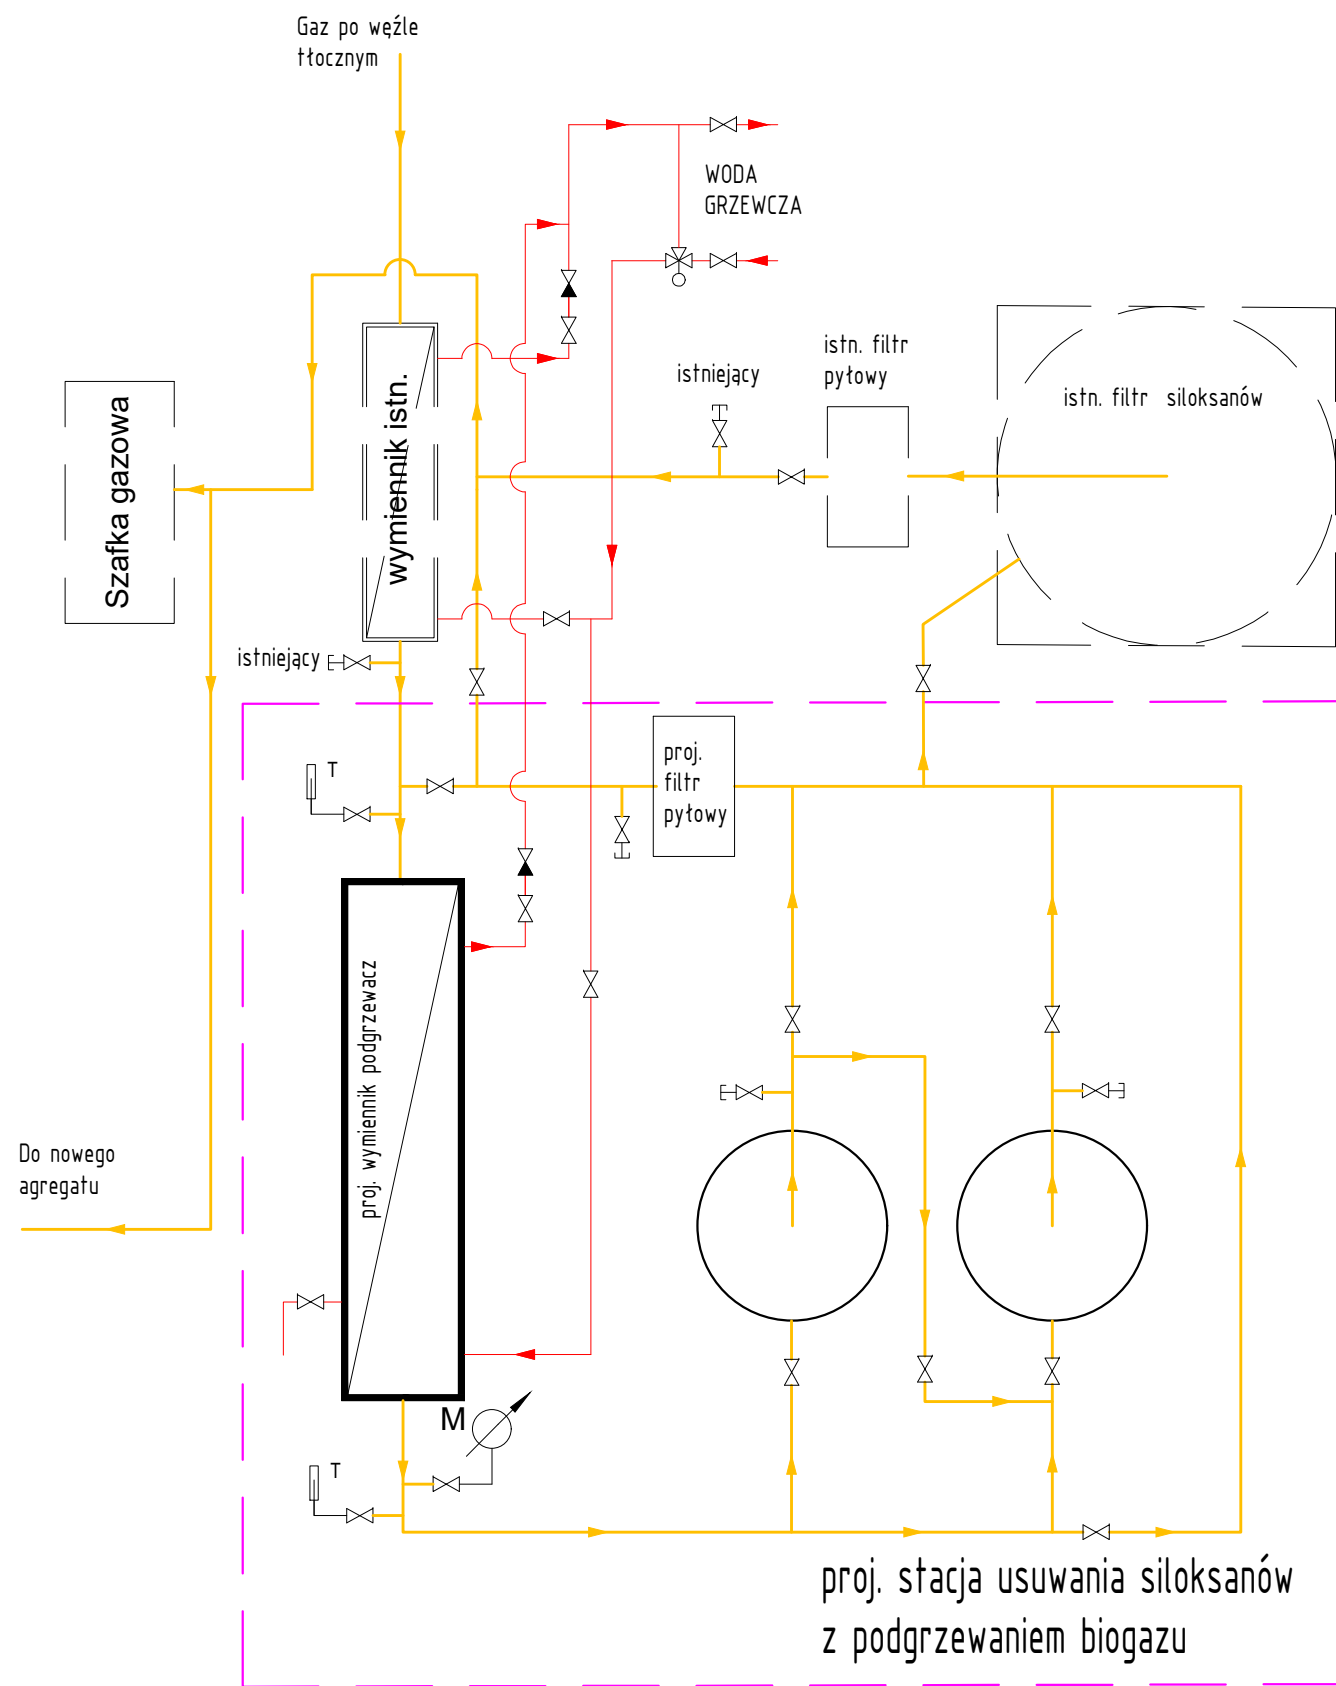 Gaz po węźle
tłocznym
WODA
GRZEWCZA
istn. filtr
pyłowy
istniejący
istn. filtr siloksanów
Szafka gazowa
wymiennik istn.
istniejący
proj.
filtr
pyłowy
T
proj. wymiennik podgrzewacz
Do nowego
agregatu
M
T
proj. stacja usuwania siloksanów
z podgrzewaniem biogazu